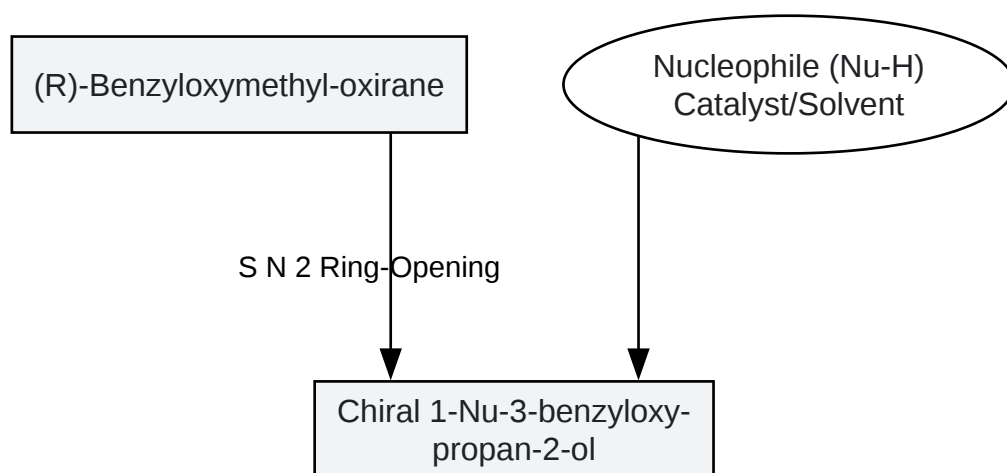 (R)-Benzyloxymethyl-oxirane
Nucleophile (Nu-H)
Catalyst/Solvent
S N 2 Ring-Opening
Chiral 1-Nu-3-benzyloxy-
propan-2-ol